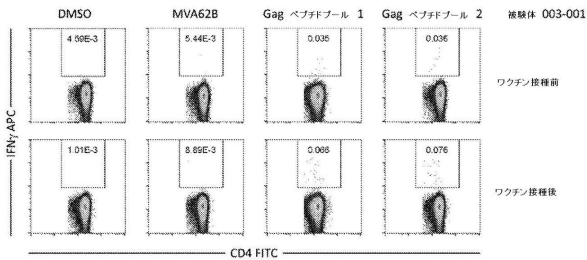 DMSO MVA62B Gag ペプチドプール 1 Gag ペプチドプール 2 被験体 003-001
4.59E-3 5.44E-3 0.035 0.036
ワクチン接種前
1.01E-3 8.89E-3 0.066 0.076
ワクチン接種後
IFNγ APC
CD4 FITC